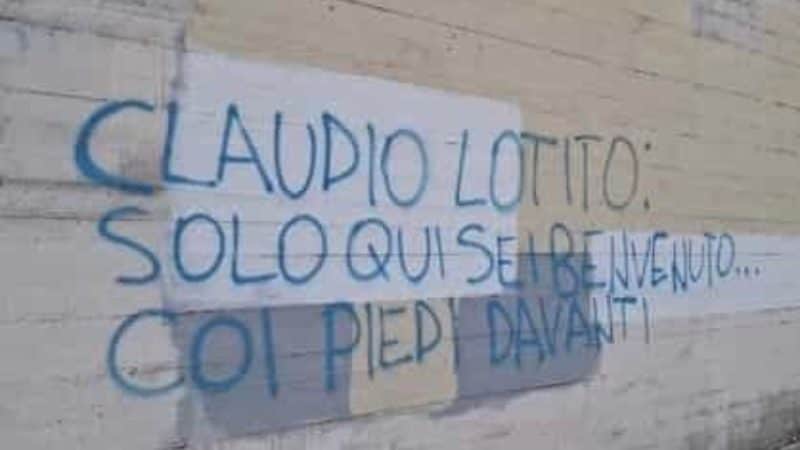 CLAUDIO LOTITO:
SOLO QUI SEI BENVENUTO...
COI PIEDI DAVANTI